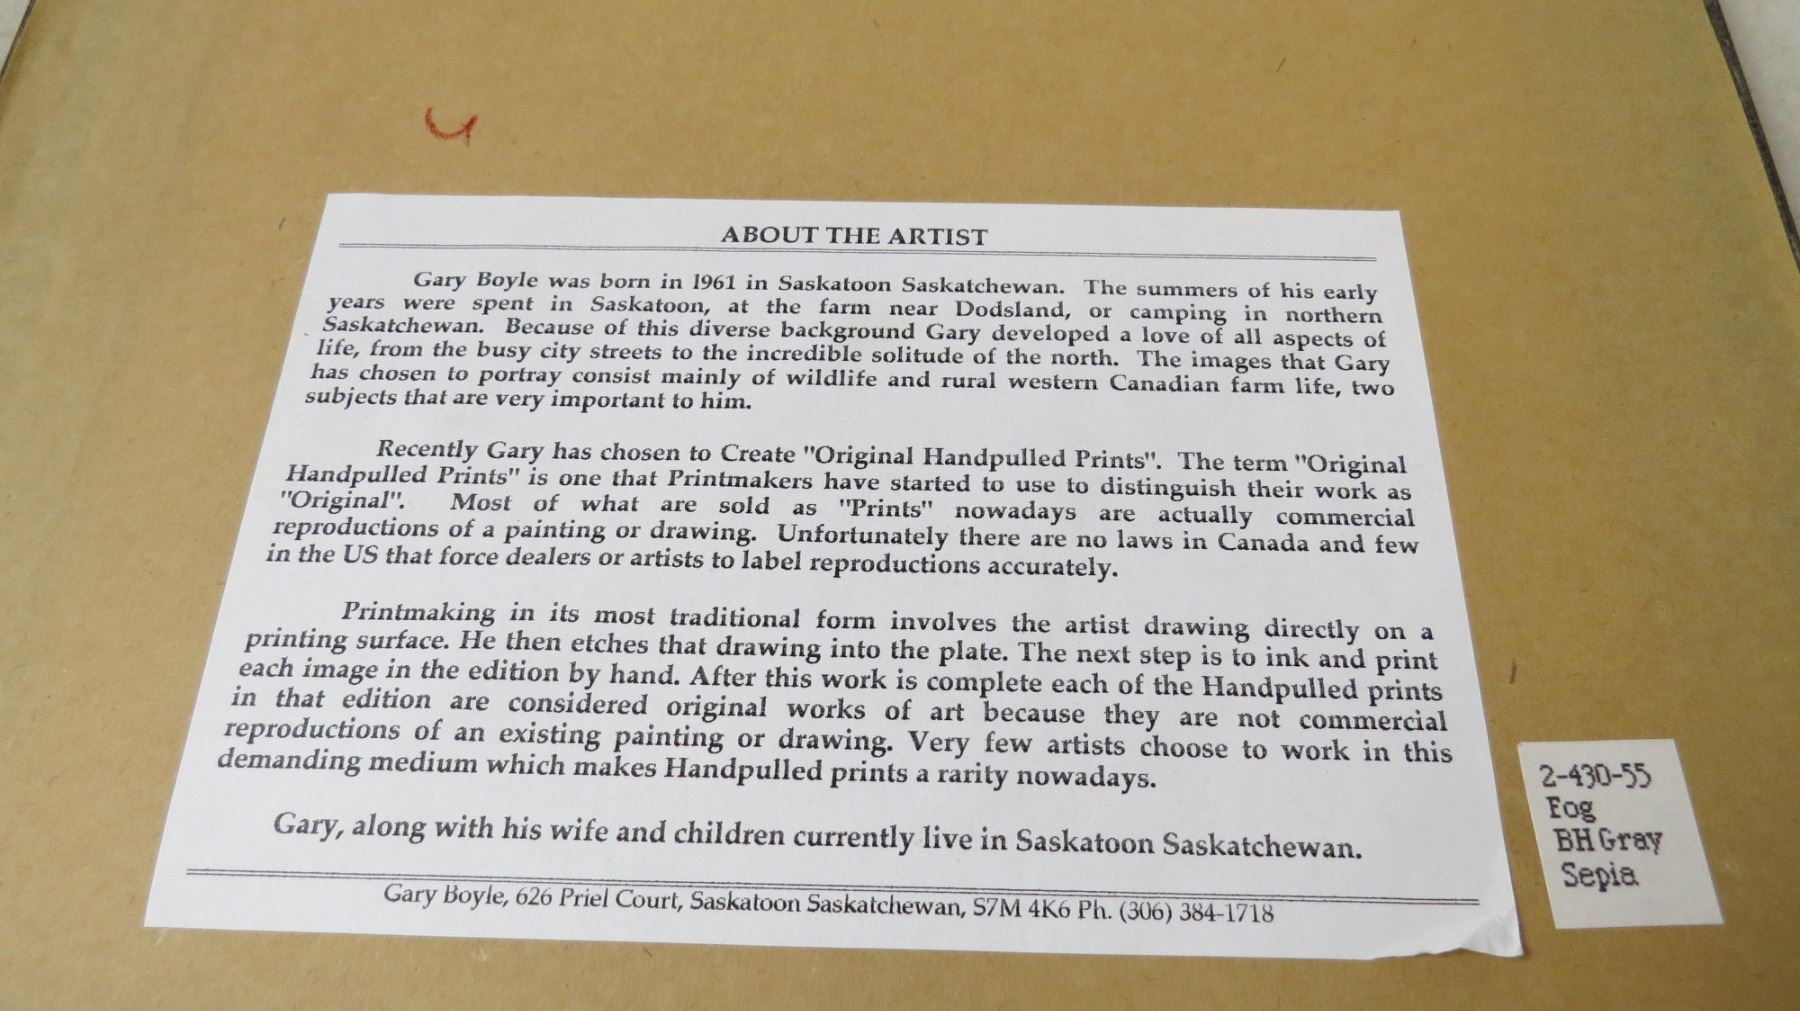 ABOUT THE ARTIST
Gary Boyle was born in 1961 in Saskatoon Saskatchewan. The summers of his early
years were spent in Saskatoon, at the farm near Dodsland, or camping in northern
Saskatchewan. Because of this diverse background Gary developed a love of all aspects of
life, from the busy city streets to the incredible solitude of the north. The images that Gary
has chosen to portray consist mainly of wildlife and rural western Canadian farm life, two
subjects that are very important to him.
Recently Gary has chosen to Create "Original Handpulled Prints". The term "Original
Handpulled Prints" is one that Printmakers have started to use to distinguish their work as
"Original". Most of what are sold as "Prints" nowadays are actually commercial
reproductions of a painting or drawing. Unfortunately there are no laws in Canada and few
in the US that force dealers or artists to label reproductions accurately.
Printmaking in its most traditional form involves the artist drawing directly on a
printing surface. He then etches that drawing into the plate. The next step is to ink and print
each image in the edition by hand. After this work is complete each of the Handpulled prints
in that edition are considered original works of art because they are not commercial
reproductions of an existing painting or drawing. Very few artists choose to work in this
demanding medium which makes Handpulled prints a rarity nowadays.
Gary, along with his wife and children currently live in Saskatoon Saskatchewan.
Gary Boyle, 626 Priel Court, Saskatoon Saskatchewan, S7M 4K6 Ph. (306) 384-1718
2-430-55
Fog
BH Gray
Sepia